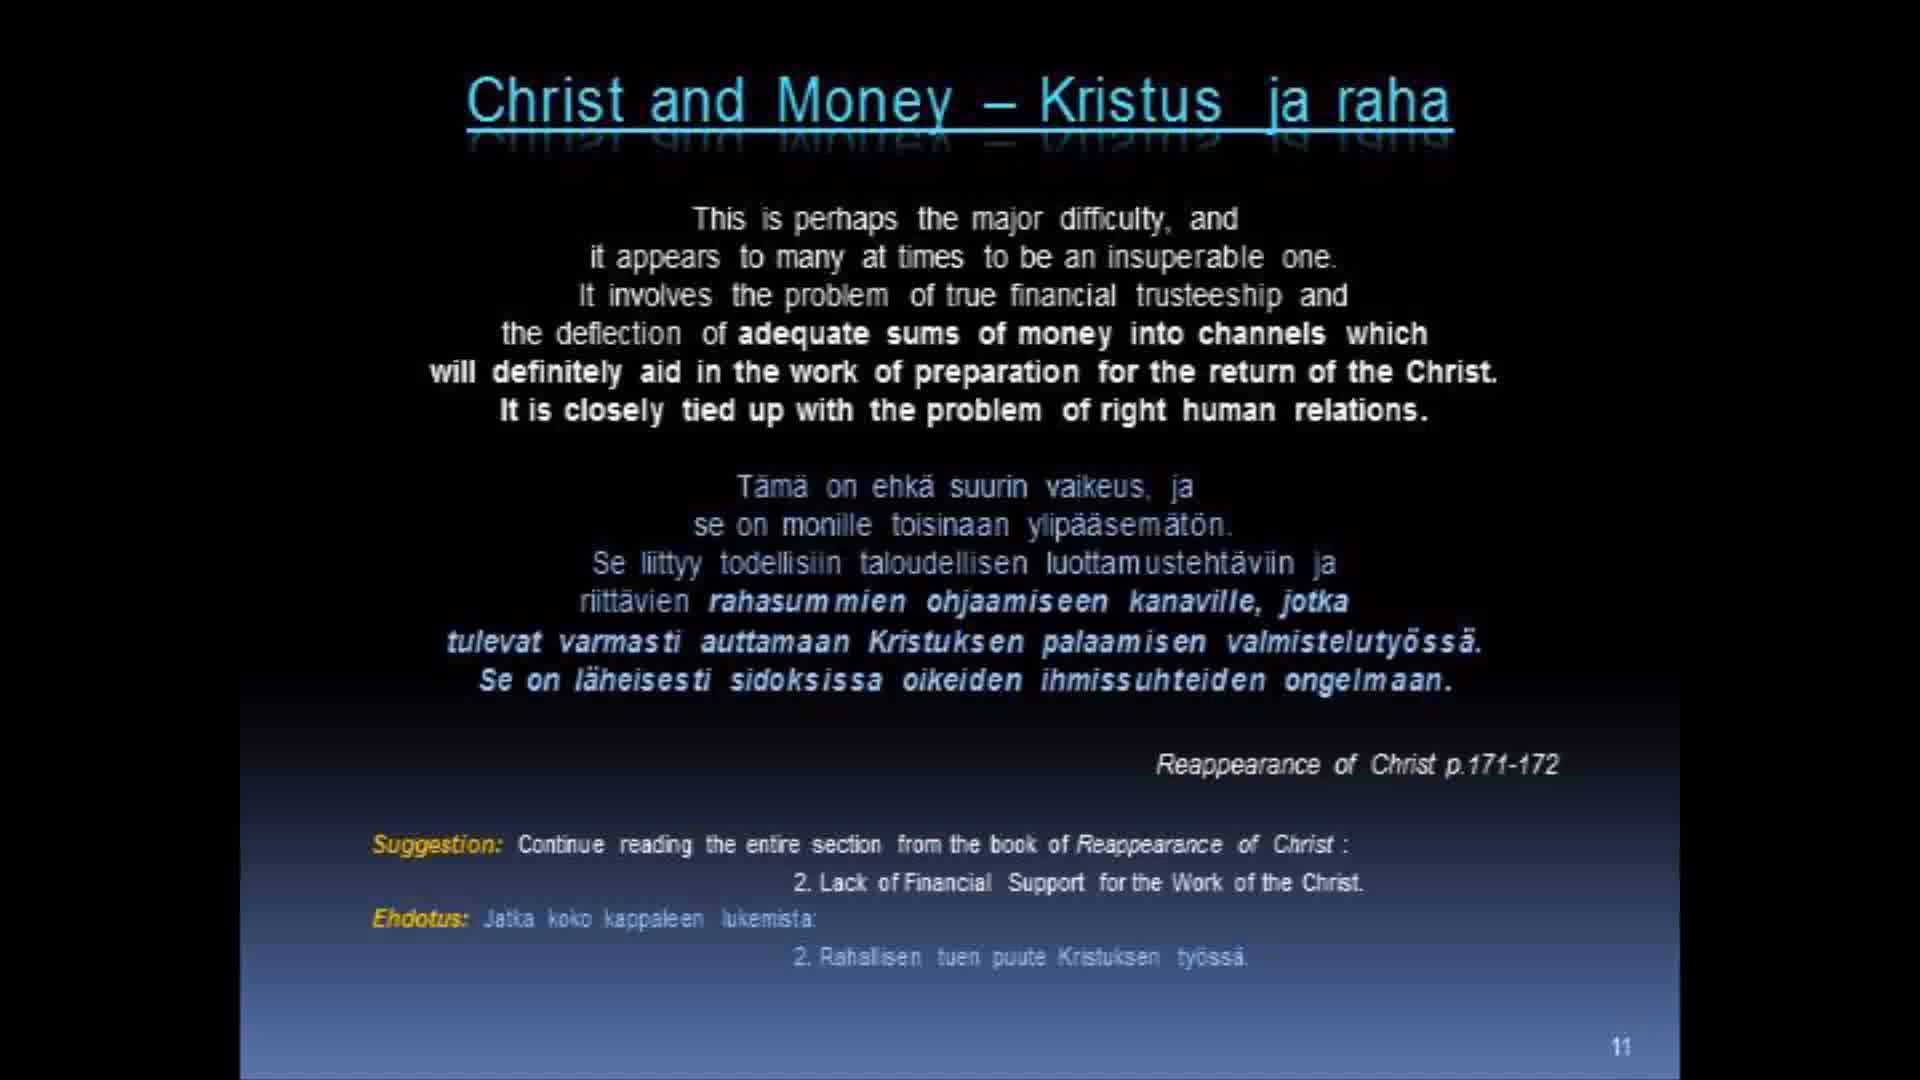 Christ and Money – Kristus ja raha
This is perhaps the major difficulty, and
it appears to many at times to be an insuperable one.
It involves the problem of true financial trusteeship and
the deflection of adequate sums of money into channels which
will definitely aid in the work of preparation for the return of the Christ.
It is closely tied up with the problem of right human relations.
Tämä on ehkä suurin vaikeus, ja
se on monille toisinaan ylipääsemätön.
Se liittyy todellisiin taloudellisen luottamustehtäviin ja
riittävien rahasummien ohjaamiseen kanaville, jotka
tulevat varmasti auttamaan Kristuksen palaamisen valmistelutyössä.
Se on läheisesti sidoksissa oikeiden ihmissuhteiden ongelmaan.
Reappearance of Christ p.171-172
Suggestion: Continue reading the entire section from the book of Reappearance of Christ :
2. Lack of Financial Support for the Work of the Christ.
Ehdotus: Jatka koko kappaleen lukemista:
2. Rahallisen tuen puute Kristuksen työssä.
11